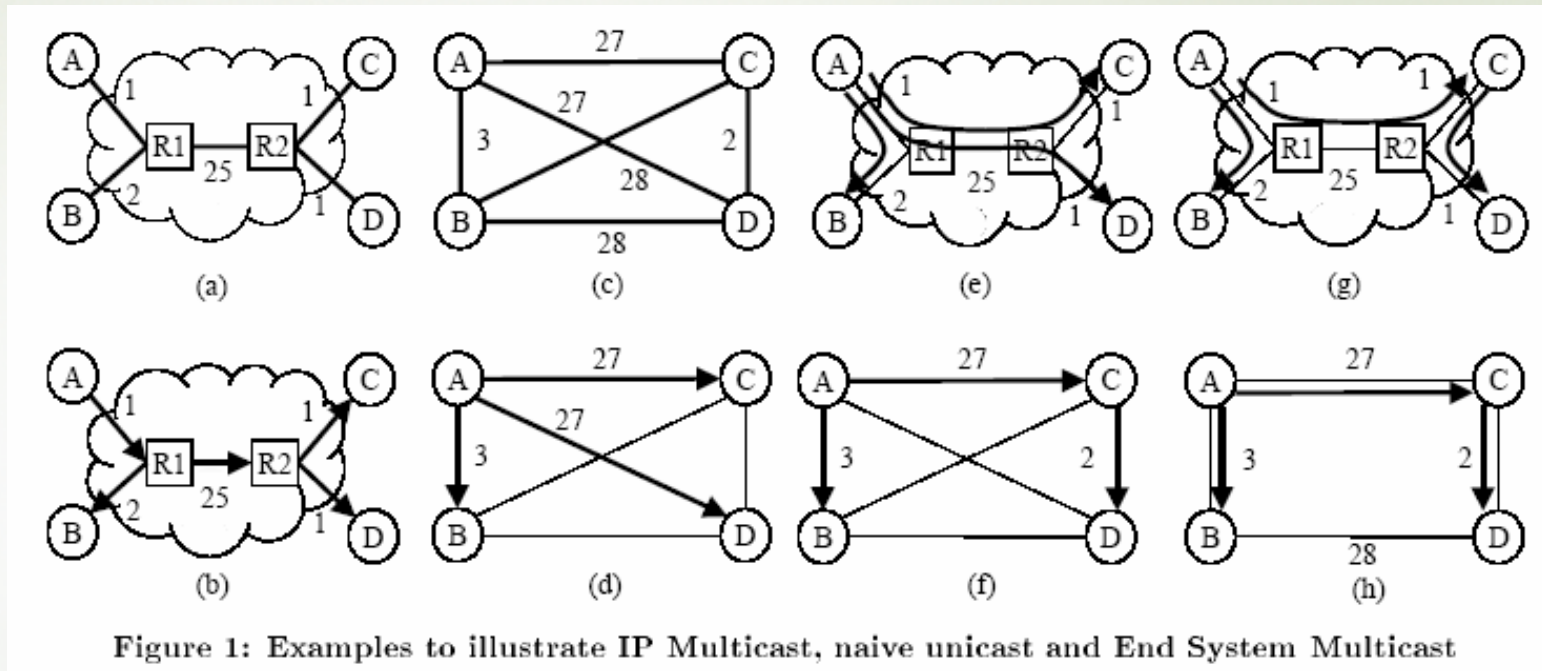 A
C
1
1
R1
R2
25
B
2
1
D
(a)
A
27
C
27
3
2
28
B
28
D
(c)
A
C
1
1
R1
R2
25
B
2
1
D
(e)
A
C
1
1
R1
R2
25
B
2
1
D
(g)
A
C
1
1
R1
R2
25
B
2
1
D
(b)
A
27
C
27
3
B
D
(d)
A
27
C
3
2
B
D
(f)
A
27
C
3
2
B
28
D
(h)
Figure 1: Examples to illustrate IP Multicast, naive unicast and End System Multicast